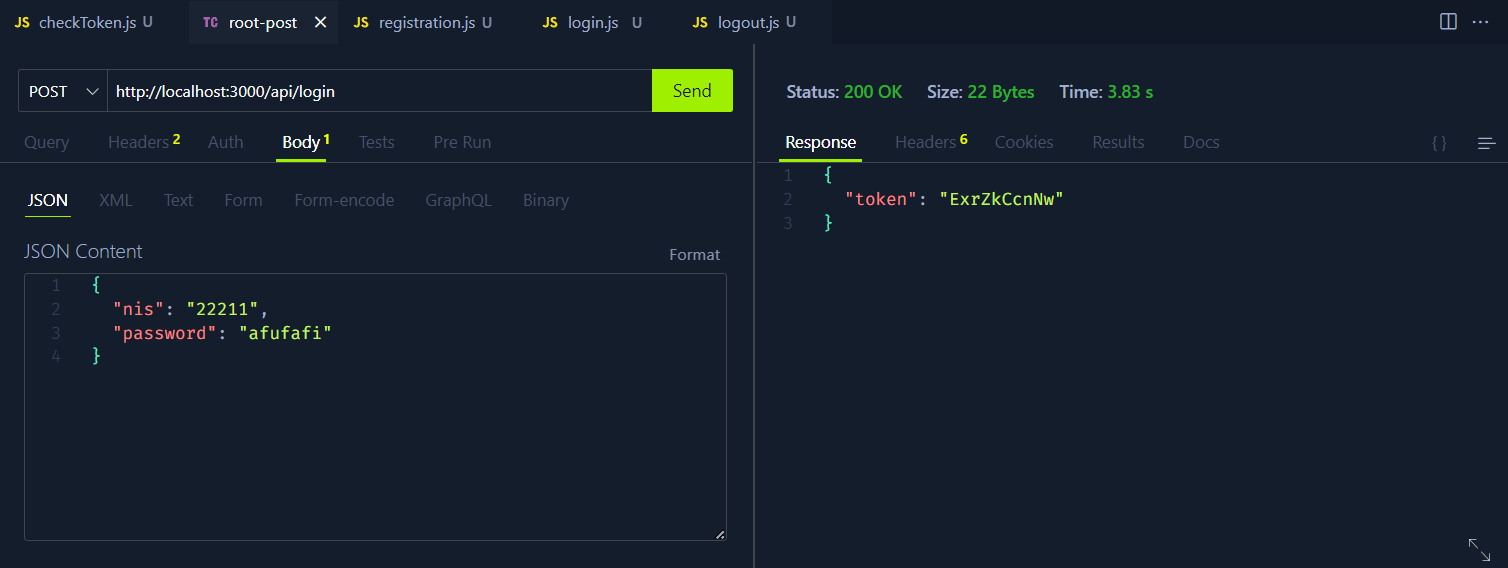 JS checkToken.js U TC root-post × JS registration.js U JS login.js U JS logout.js U ...
POST http://localhost:3000/api/login Send
Query Headers 2 Auth Body 1 Tests Pre Run
JSON XML Text Form Form-encode GraphQL Binary
JSON Content Format
1 {
2 "nis": "22211",
3 "password": "afufafi"
4 }
Status: 200 OK Size: 22 Bytes Time: 3.83 s
Response Headers 6 Cookies Results Docs {}
1 {
2 "token": "ExrZkCcnNw"
3 }